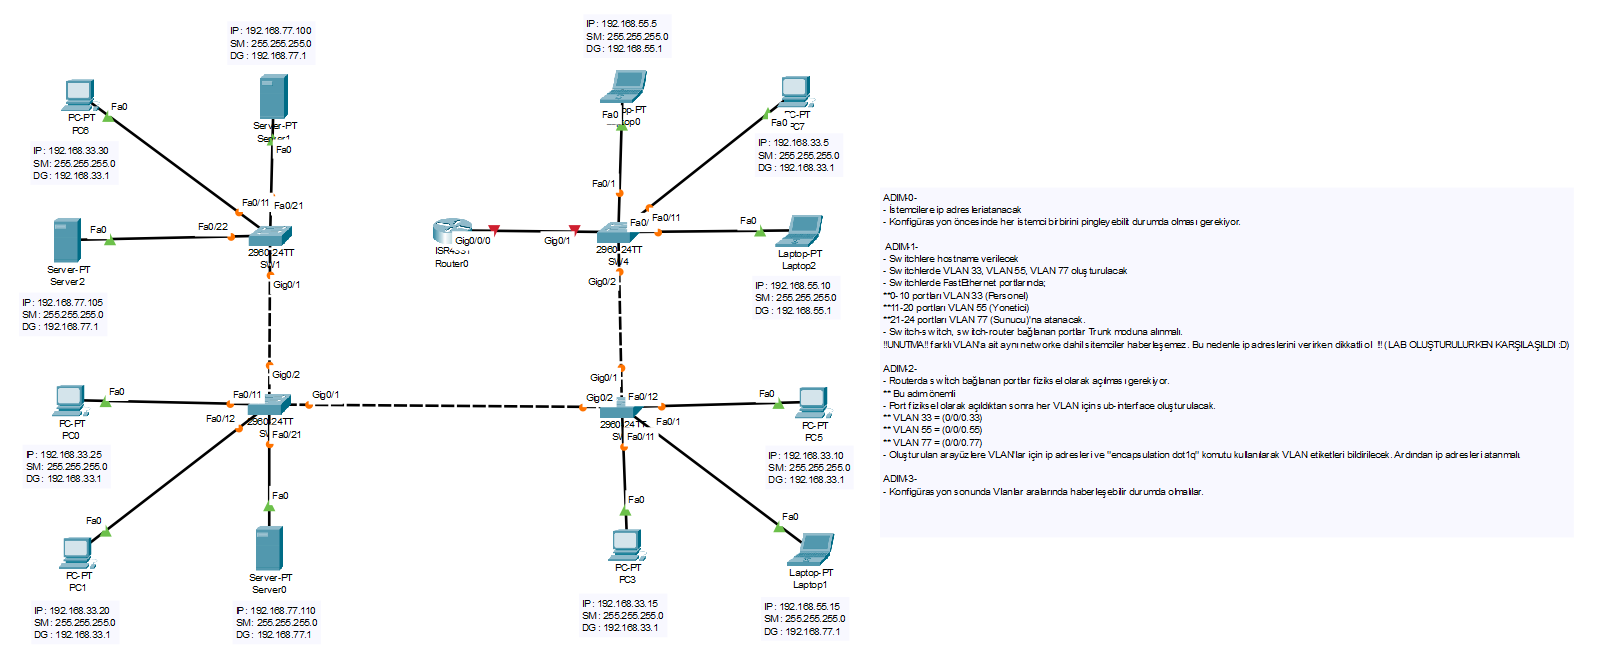 IP : 192.168.77.100
SM : 255.255.255.0
DG : 192.168.77.1
IP : 192.168.55.5
SM : 255.255.255.0
DG : 192.168.55.1
Fa0
PC-PT
PC6
IP : 192.168.33.30
SM : 255.255.255.0
DG : 192.168.33.1
Server-PT
Fa0
Fa0
PC7
Fa0
IP : 192.168.33.5
SM : 255.255.255.0
DG : 192.168.33.1
Fa0/11
Fa0/21
Fa0/22
Fa0
Server-PT
Server2
2960-24TT
SW1
Gig0/1
IP : 192.168.77.105
SM : 255.255.255.0
DG : 192.168.77.1
Fa0/1
Fa0/11
Gig0/0/0
Gig0/1
ISR4331
Router0
2960-24TT
SW4
Gig0/2
Fa0
Laptop-PT
Laptop2
IP : 192.168.55.10
SM : 255.255.255.0
DG : 192.168.55.1
Gig0/2
Fa0
Fa0/11
Fa0/12
Gig0/1
2960-24TT
Fa0/21
PC-PT
PC0
IP : 192.168.33.25
SM : 255.255.255.0
DG : 192.168.33.1
Gig0/1
Gig0/2
Fa0/12
Fa0/1
Fa0/11
2960-24TT
Fa0
PC-PT
PC5
IP : 192.168.33.10
SM : 255.255.255.0
DG : 192.168.33.1
Fa0
Fa0
PC-PT
PC1
IP : 192.168.33.20
SM : 255.255.255.0
DG : 192.168.33.1
Server-PT
Server0
IP : 192.168.77.110
SM : 255.255.255.0
DG : 192.168.77.1
Fa0
PC-PT
PC3
IP : 192.168.33.15
SM : 255.255.255.0
DG : 192.168.33.1
Fa0
Laptop-PT
Laptop1
IP : 192.168.55.15
SM : 255.255.255.0
DG : 192.168.77.1
ADIM-0-
- İstemcilere ip adresleriatanacak
- Konfigürasyon öncesinde her istemci birbirini pingleyebilit durumda olması gerekiyor.
ADIM-1-
- Switchlere hostname verilecek
- Switchlerde VLAN 33, VLAN 55, VLAN 77 oluşturulacak
- Switchlerde FastEthernet portlarında;
**0-10 portları VLAN 33 (Personel)
**11-20 portları VLAN 55 (Yonetici)
**21-24 portları VLAN 77 (Sunucu)'na atanacak.
- Switch-switch, switch-router bağlanan portlar Trunk moduna alınmalı.
!!UNUTMA!! farklı VLAN'a ait aynı networke dahil sitemciler haberleşemez. Bu nedenle ip adreslerini verirken dikkatli ol !! ( LAB OLUŞTURULURKEN KARŞILAŞILDI :D)
ADIM-2-
- Routerda swİtch bağlanan portlar fiziksel olarak açılması gerekiyor.
** Bu adım önemli
- Port fiziksel olarak açıldıktan sonra her VLAN için sub-interface oluşturulacak.
** VLAN 33 = (0/0/0.33)
** VLAN 55 = (0/0/0.55)
** VLAN 77 = (0/0/0.77)
- Oluşturulan arayüzlere VLAN'lar için ip adresleri ve "encapsulation dot1q" komutu kullanılarak VLAN etiketleri bildirilecek. Ardından ip adresleri atanmalı
ADIM-3-
- Konfigürasyon sonunda Vlanlar aralarında haberleşebilir durumda olmalılar.